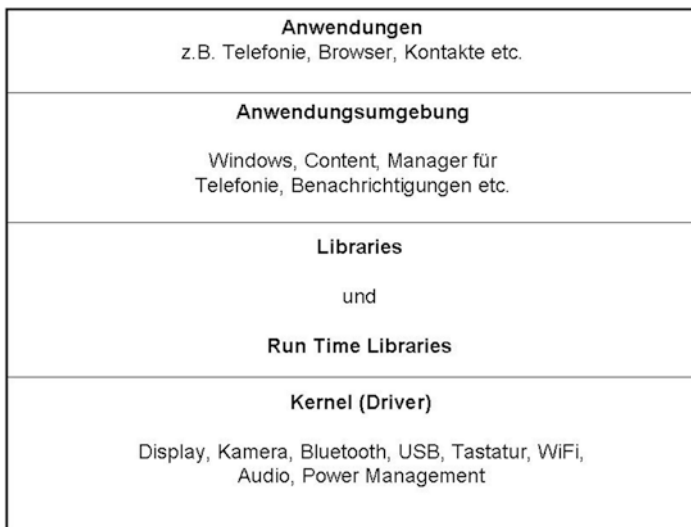 Anwendungen
z.B. Telefonie, Browser, Kontakte etc.
Anwendungsumgebung
Windows, Content, Manager für
Telefonie, Benachrichtigungen etc.
Libraries
und
Run Time Libraries
Kernel (Driver)
Display, Kamera, Bluetooth, USB, Tastatur, WiFi,
Audio, Power Management